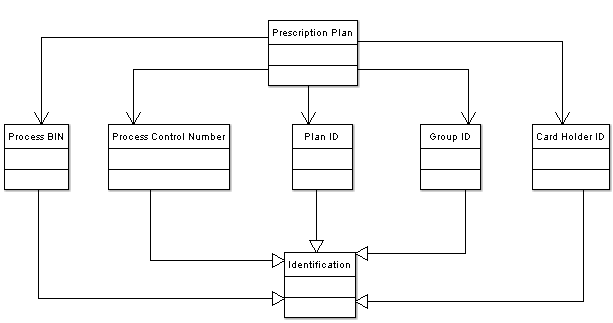 Prescription Plan
Process BIN
Process Control Number
Plan ID
Group ID
Card Holder ID
Identification